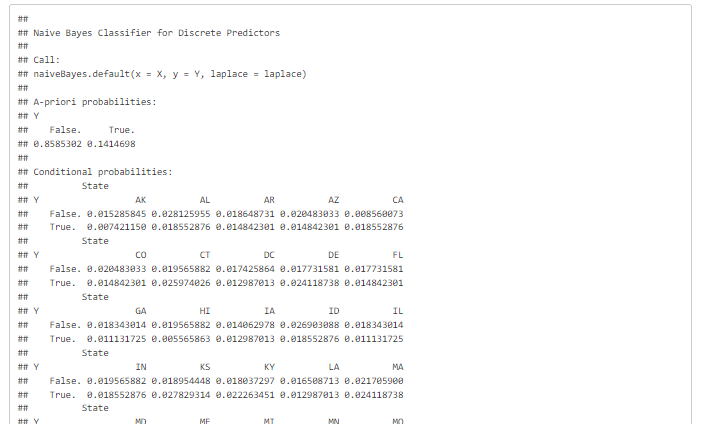 ##
## Naive Bayes Classifier for Discrete Predictors
##
## Call:
## naiveBayes.default(x = X, y = Y, laplace = laplace)
##
## A-priori probabilities:
## Y
##    False.     True.
## 0.8585302 0.1414698
##
## Conditional probabilities:
##         State
## Y                 AK          AL          AR          AZ          CA
##   False. 0.015285845 0.028125955 0.018648731 0.020483033 0.008560073
##   True.  0.007421150 0.018552876 0.014842301 0.014842301 0.018552876
##         State
## Y                 CO          CT          DC          DE          FL
##   False. 0.020483033 0.019565882 0.017425864 0.017731581 0.017731581
##   True.  0.014842301 0.025974026 0.012987013 0.024118738 0.014842301
##         State
## Y                 GA          HI          IA          ID          IL
##   False. 0.018343014 0.019565882 0.014062978 0.026903088 0.018343014
##   True.  0.011131725 0.005565863 0.012987013 0.018552876 0.011131725
##         State
## Y                 IN          KS          KY          LA          MA
##   False. 0.019565882 0.018954448 0.018037297 0.016508713 0.021705900
##   True.  0.018552876 0.027829314 0.022263451 0.012987013 0.024118738
##         State
## Y                 MD          ME          MI          MN          MO